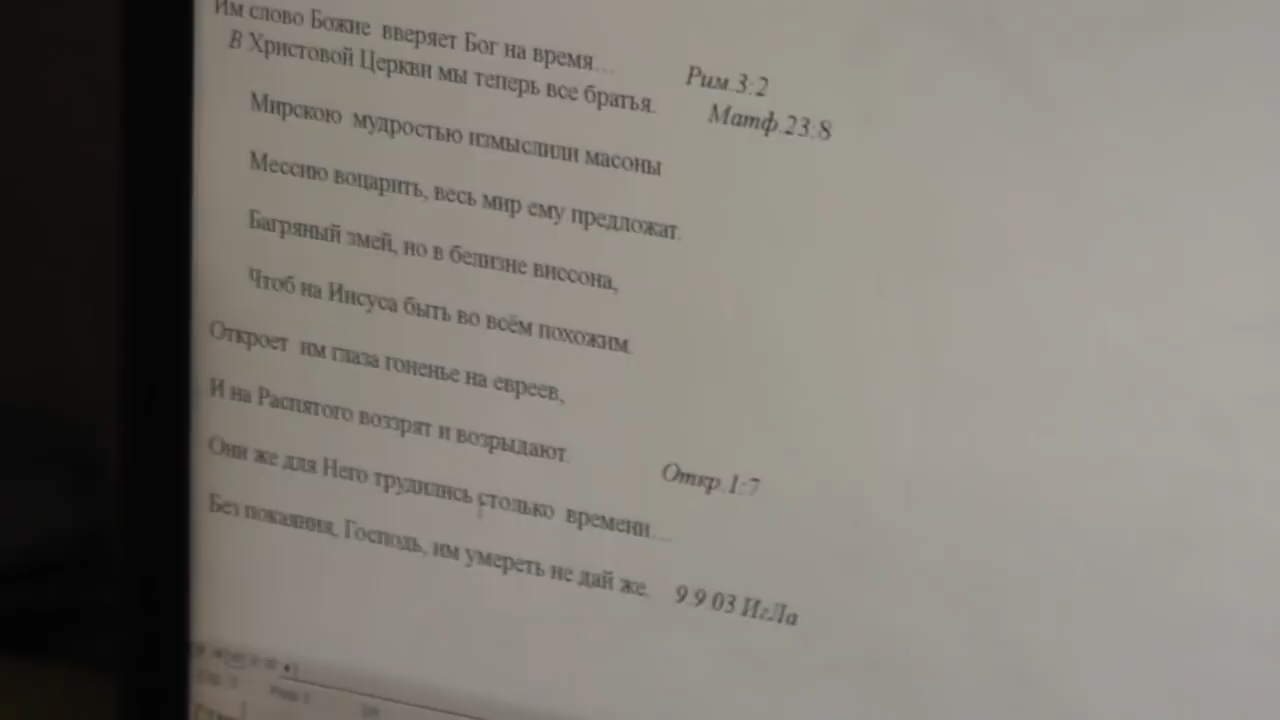 Им слово Божие вверяет Бог на время... Рим.3:2
В Христовой Церкви мы теперь все братья. Матф.23:8
Мирскою мудростью измыслили масоны
Мессию воцарить, весь мир ему предложат.
Багряный змей, но в белизне виссона,
Чтоб на Иисуса быть во всём похожим.
Откроет им глаза гоненье на евреев,
И на Распятого воззрят и возрыдают. Откр.1:7
Они же для Него трудились столько времени...
Без покаяния, Господь, им умереть не дай же. 9.9 03 ИгЛа